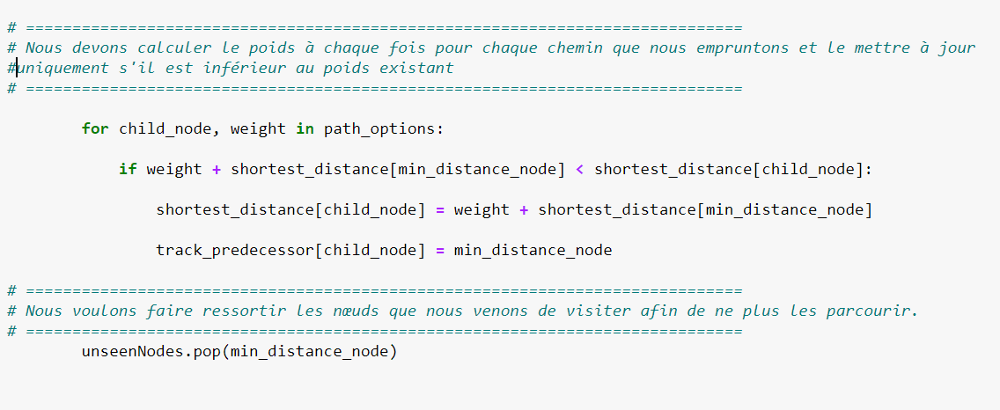 # =============================================================================
# Nous devons calculer le poids à chaque fois pour chaque chemin que nous empruntons et le mettre à jour
#uniquement s'il est inférieur au poids existant
# =============================================================================
for child_node, weight in path_options:
if weight + shortest_distance[min_distance_node] < shortest_distance[child_node]:
shortest_distance[child_node] = weight + shortest_distance[min_distance_node]
track_predecessor[child_node] = min_distance_node
# =============================================================================
# Nous voulons faire ressortir les nœuds que nous venons de visiter afin de ne plus les parcourir.
# =============================================================================
unseenNodes.pop(min_distance_node)